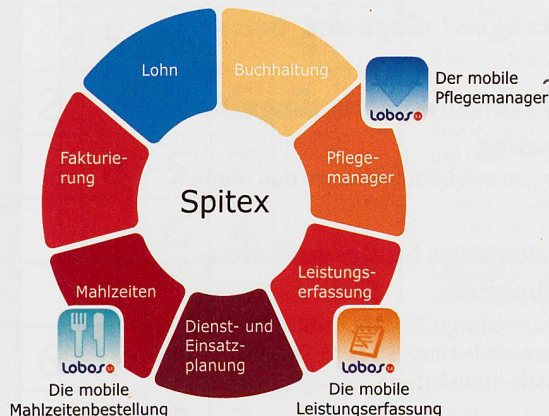 Lohn
Buchhaltung
Lobos
Der mobile
Pflegemanager
Fakturie-
rung
Pflege-
manager
Spitex
Mahlzeiten
Leistungs-
erfassung
Dienst- und
Einsatz-
planung
Lobos
Lobos
Die mobile
Mahlzeitenbestellung
Die mobile
Leistungserfassung